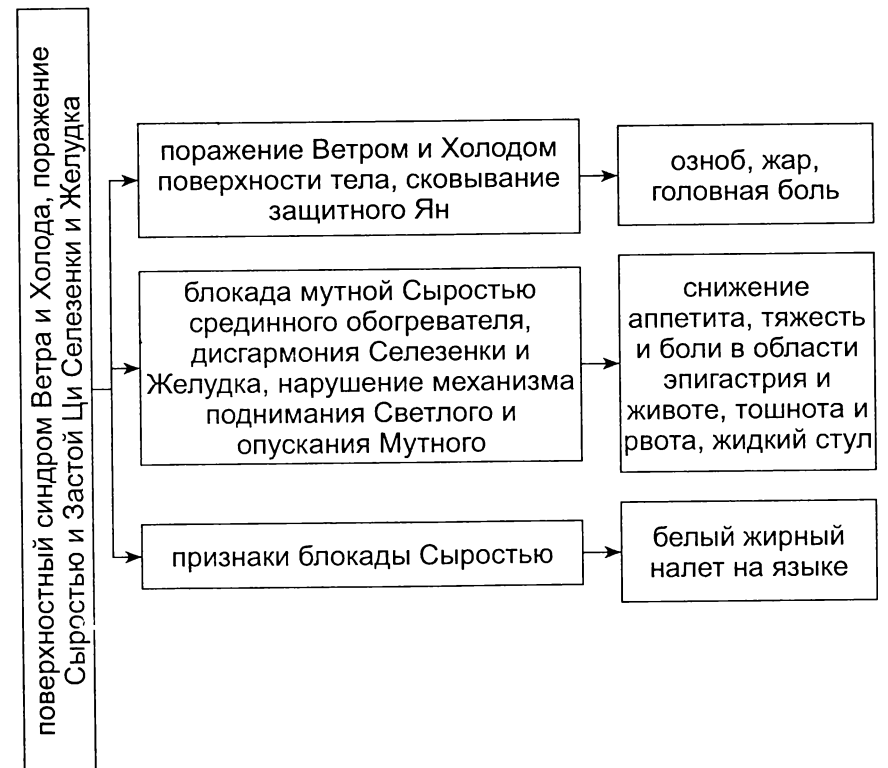 поверхностный синдром Ветра и Холода, поражение
Сыростью и Застой Ци Селезенки и Желудка
поражение Ветром и Холодом
поверхности тела, сковывание
защитного Ян
озноб, жар,
головная боль
блокада мутной Сыростью
срединного обогревателя,
дисгармония Селезенки и
Желудка, нарушение механизма
поднимания Светлого и
опускания Мутного
снижение
аппетита, тяжесть
и боли в области
эпигастрия и
животе, тошнота и
рвота, жидкий стул
признаки блокады Сыростью
белый жирный
налет на языке